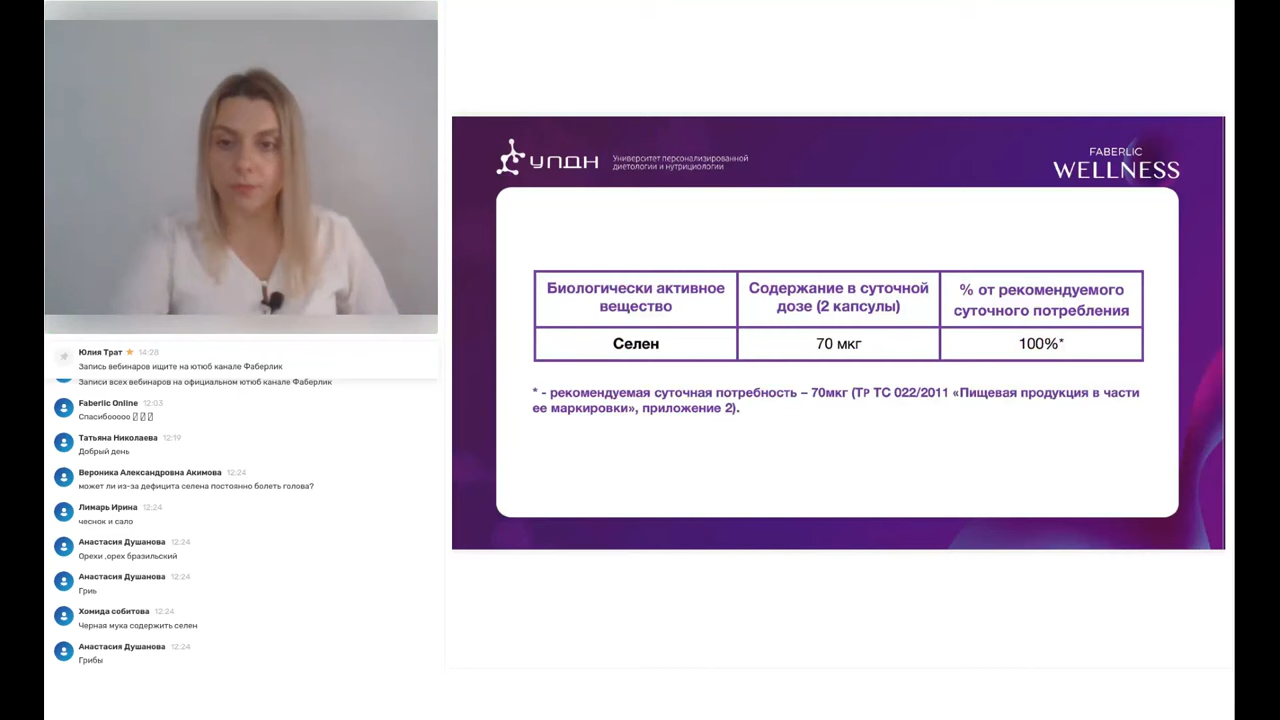 Юлия Трат 14:28
Запись вебинаров ищите на ютюб канале Фаберлик
Записи всех вебинаров на официальном ютюб канале Фаберлик
Faberlic Online 12:03
Спасибооооо
Татьяна Николаева 12:19
Добрый день
Вероника Александровна Акимова 12:24
может ли из-за дефицита селена постоянно болеть голова?
Лимарь Ирина 12:24
чеснок и сало
Анастасия Душанова 12:24
Орехи ,орех бразильский
Анастасия Душанова 12:24
Гриь
Хомида собитова 12:24
Черная мука содержить селен
Анастасия Душанова 12:24
Грибы
УПДН
Университет персонализированной
диетологии и нутрициологии
FABERLIC
WELLNESS
Биологически активное
вещество
Содержание в суточной
дозе (2 капсулы)
% от рекомендуемого
суточного потребления
Селен
70 мкг
100%*
* - рекомендуемая суточная потребность – 70мкг (Тр ТС 022/2011 «Пищевая продукция в части
ее маркировки», приложение 2).